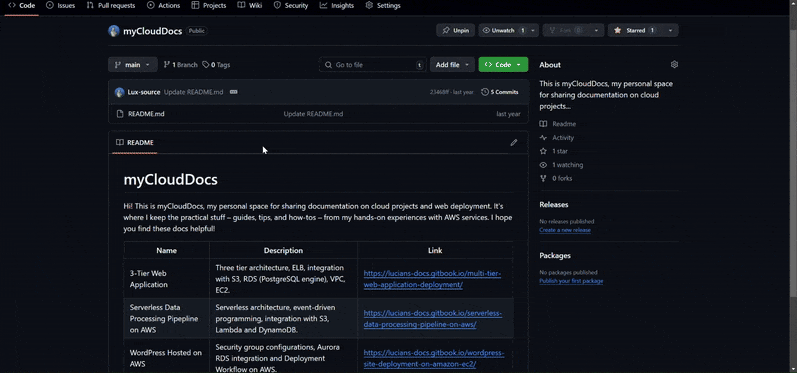 Code Issues Pull requests Actions Projects Wiki Security Insights Settings
myCloudDocs Public
Unpin Unwatch 1 Starred 1
main 1 Branch 0 Tags
Go to file t Add file Code
Lux-source Update README.md
last year 5 Commits
README.md Update README.md last year
README
myCloudDocs
Hi! This is myCloudDocs, my personal space for sharing documentation on cloud projects and web deployment. It's
where I keep the practical stuff – guides, tips, and how-tos – from my hands-on experiences with AWS services. I hope
you find these docs helpful!
Name Description Link
3-Tier Web
Application
Three tier architecture, ELB, integration
with S3, RDS (PostgreSQL engine), VPC,
EC2.
https://lucians-docs.gitbook.io/multi-tier-
web-application-deployment/
Serverless Data
Processing Pipepline
on AWS
Serverless architecture, event-driven
programming, integration with S3,
Lambda and DynamoDB.
https://lucians-docs.gitbook.io/serverless-
data-processing-pipeline-on-aws/
WordPress Hosted on
AWS
Security group configurations, Aurora
RDS integration and Deployment
Workflow on AWS.
https://lucians-docs.gitbook.io/wordpress-
site-deployment-on-amazon-ec2/
About
This is myCloudDocs, my personal space
for sharing documentation on cloud
projects...
Readme
Activity
1 star
1 watching
0 forks
Releases
No releases published
Create a new release
Packages
No packages published
Publish your first package